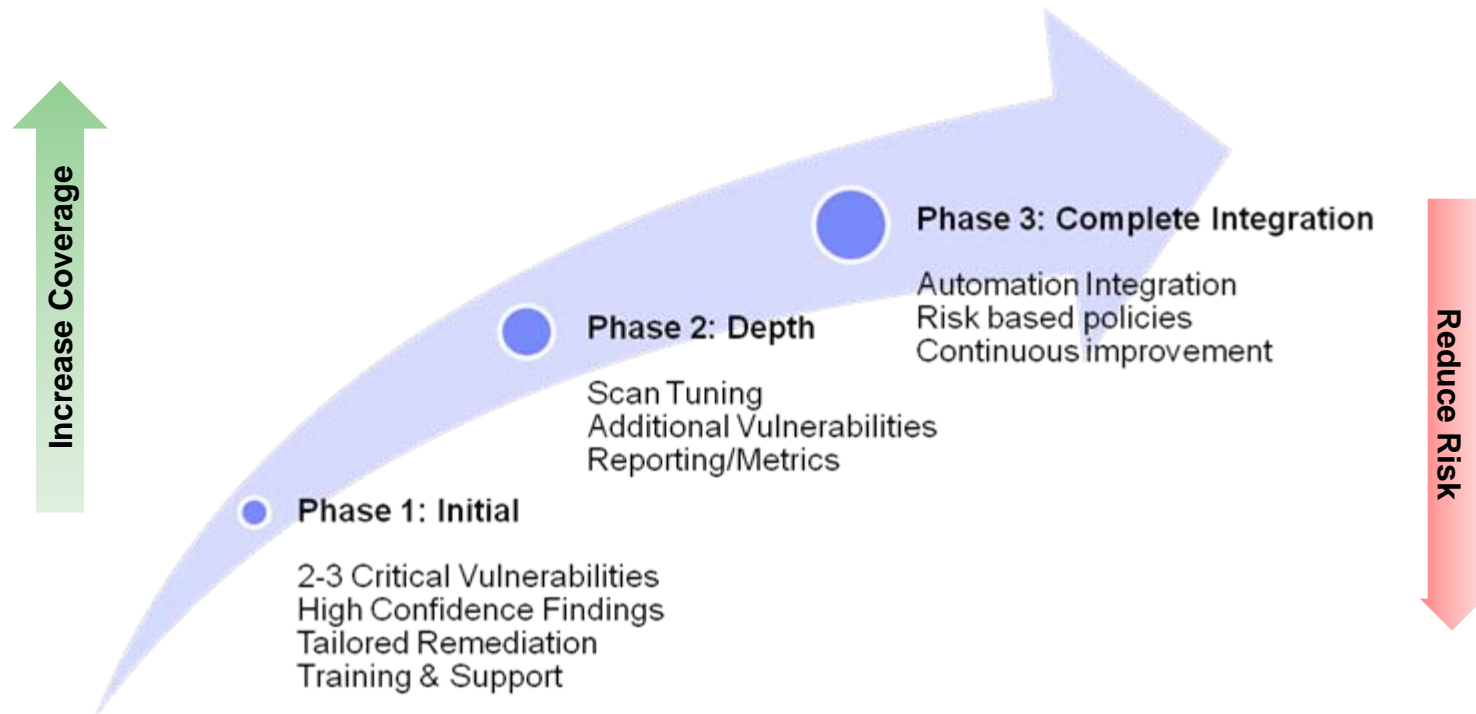 Increase Coverage
Phase 1: Initial
2-3 Critical Vulnerabilities
High Confidence Findings
Tailored Remediation
Training & Support
Phase 2: Depth
Scan Tuning
Additional Vulnerabilities
Reporting/Metrics
Phase 3: Complete Integration
Automation Integration
Risk based policies
Continuous improvement
Reduce Risk